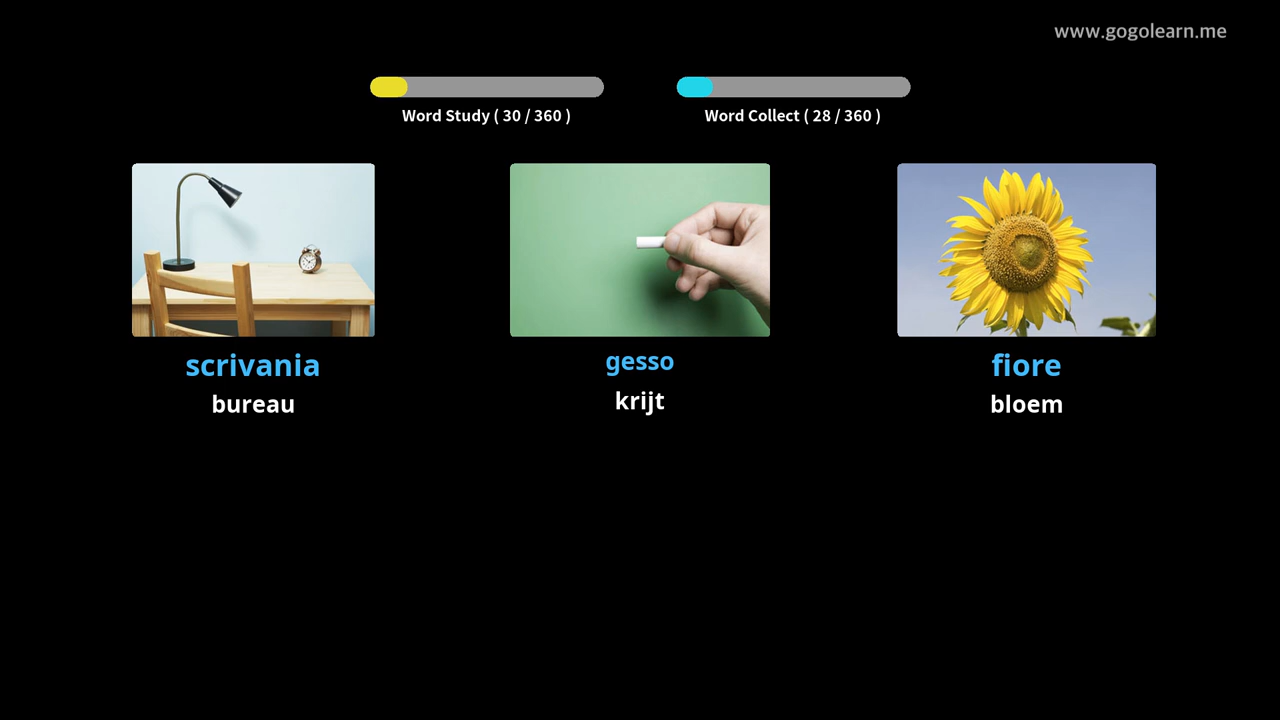 www.gogolearn.me
Word Study ( 30 / 360 )
Word Collect ( 28 / 360 )
scrivania
bureau
gesso
krijt
fiore
bloem